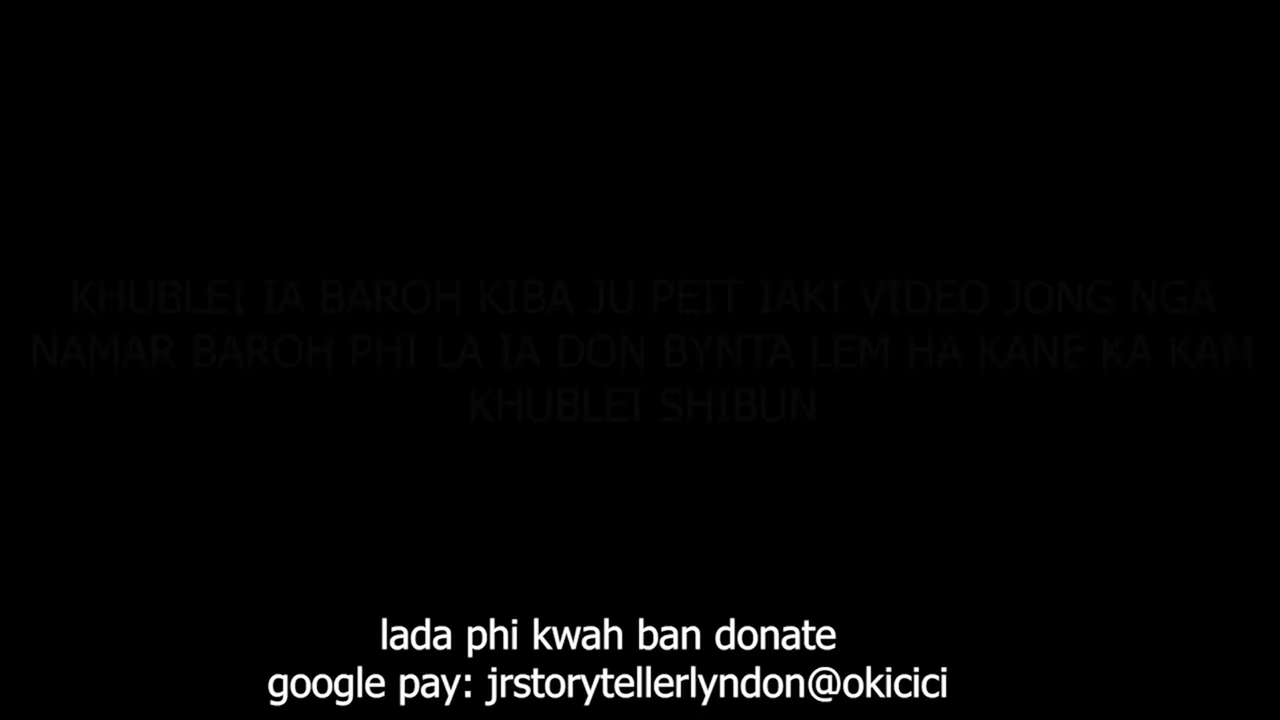 KHUBLEI IA BAROH KIBA JU PEIT IAKI VIDEO JONG NGA
NAMAR BAROH PHI LA IA DON BYNTA LEM HA KANE KA KAM
KHUBLEI SHIBUN
lada phi kwah ban donate
google pay: jrstorytellerlyndon@okicici